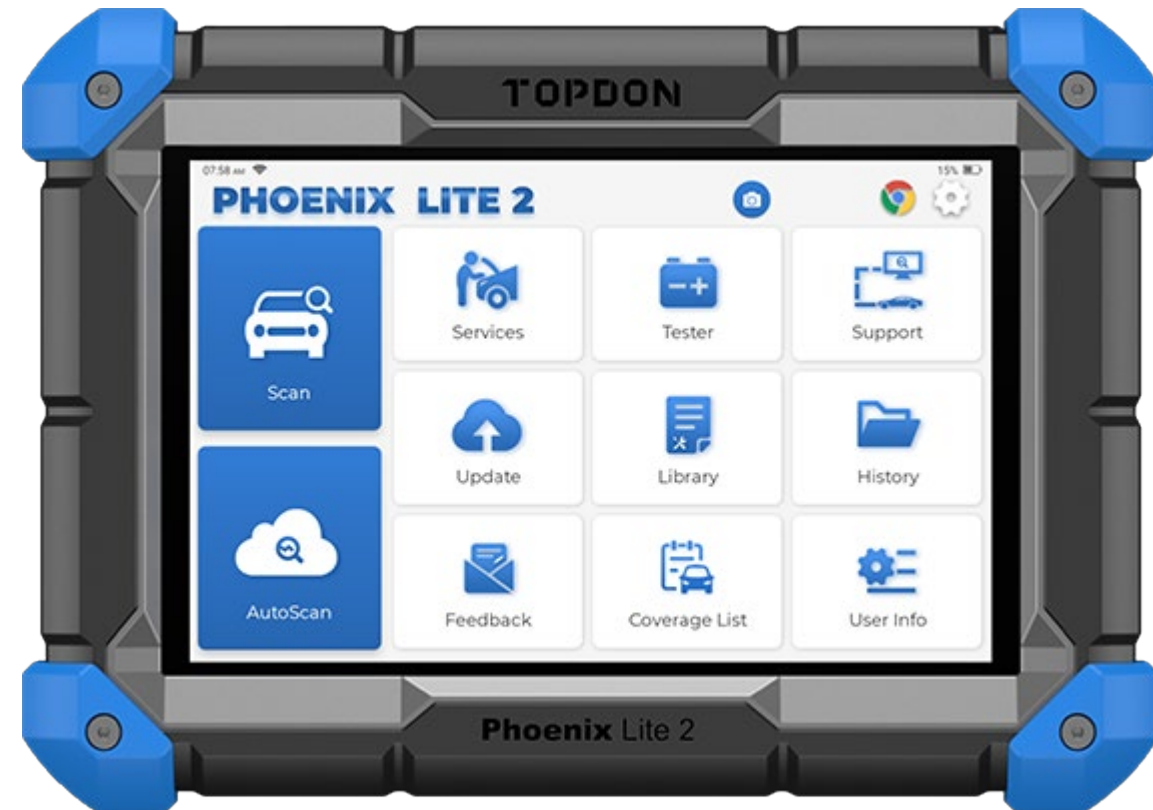 TOPDON
07:58 AM
15%
PHOENIX LITE 2
Scan
Services
Tester
Support
Update
Library
History
AutoScan
Feedback
Coverage List
User Info
Phoenix Lite 2